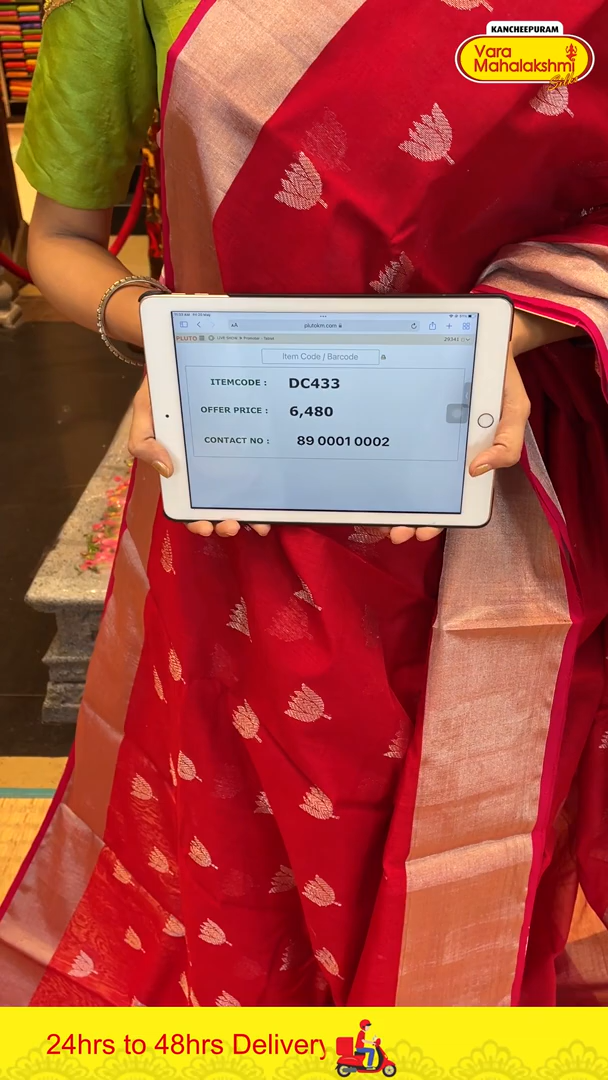 KANCHEEPURAM
Vara
Mahalakshmi
Silks
plutokm.com
PLUTO
Item Code / Barcode
ITEMCODE : DC433
OFFER PRICE : 6,480
CONTACT NO : 89 0001 0002
24hrs to 48hrs Delivery